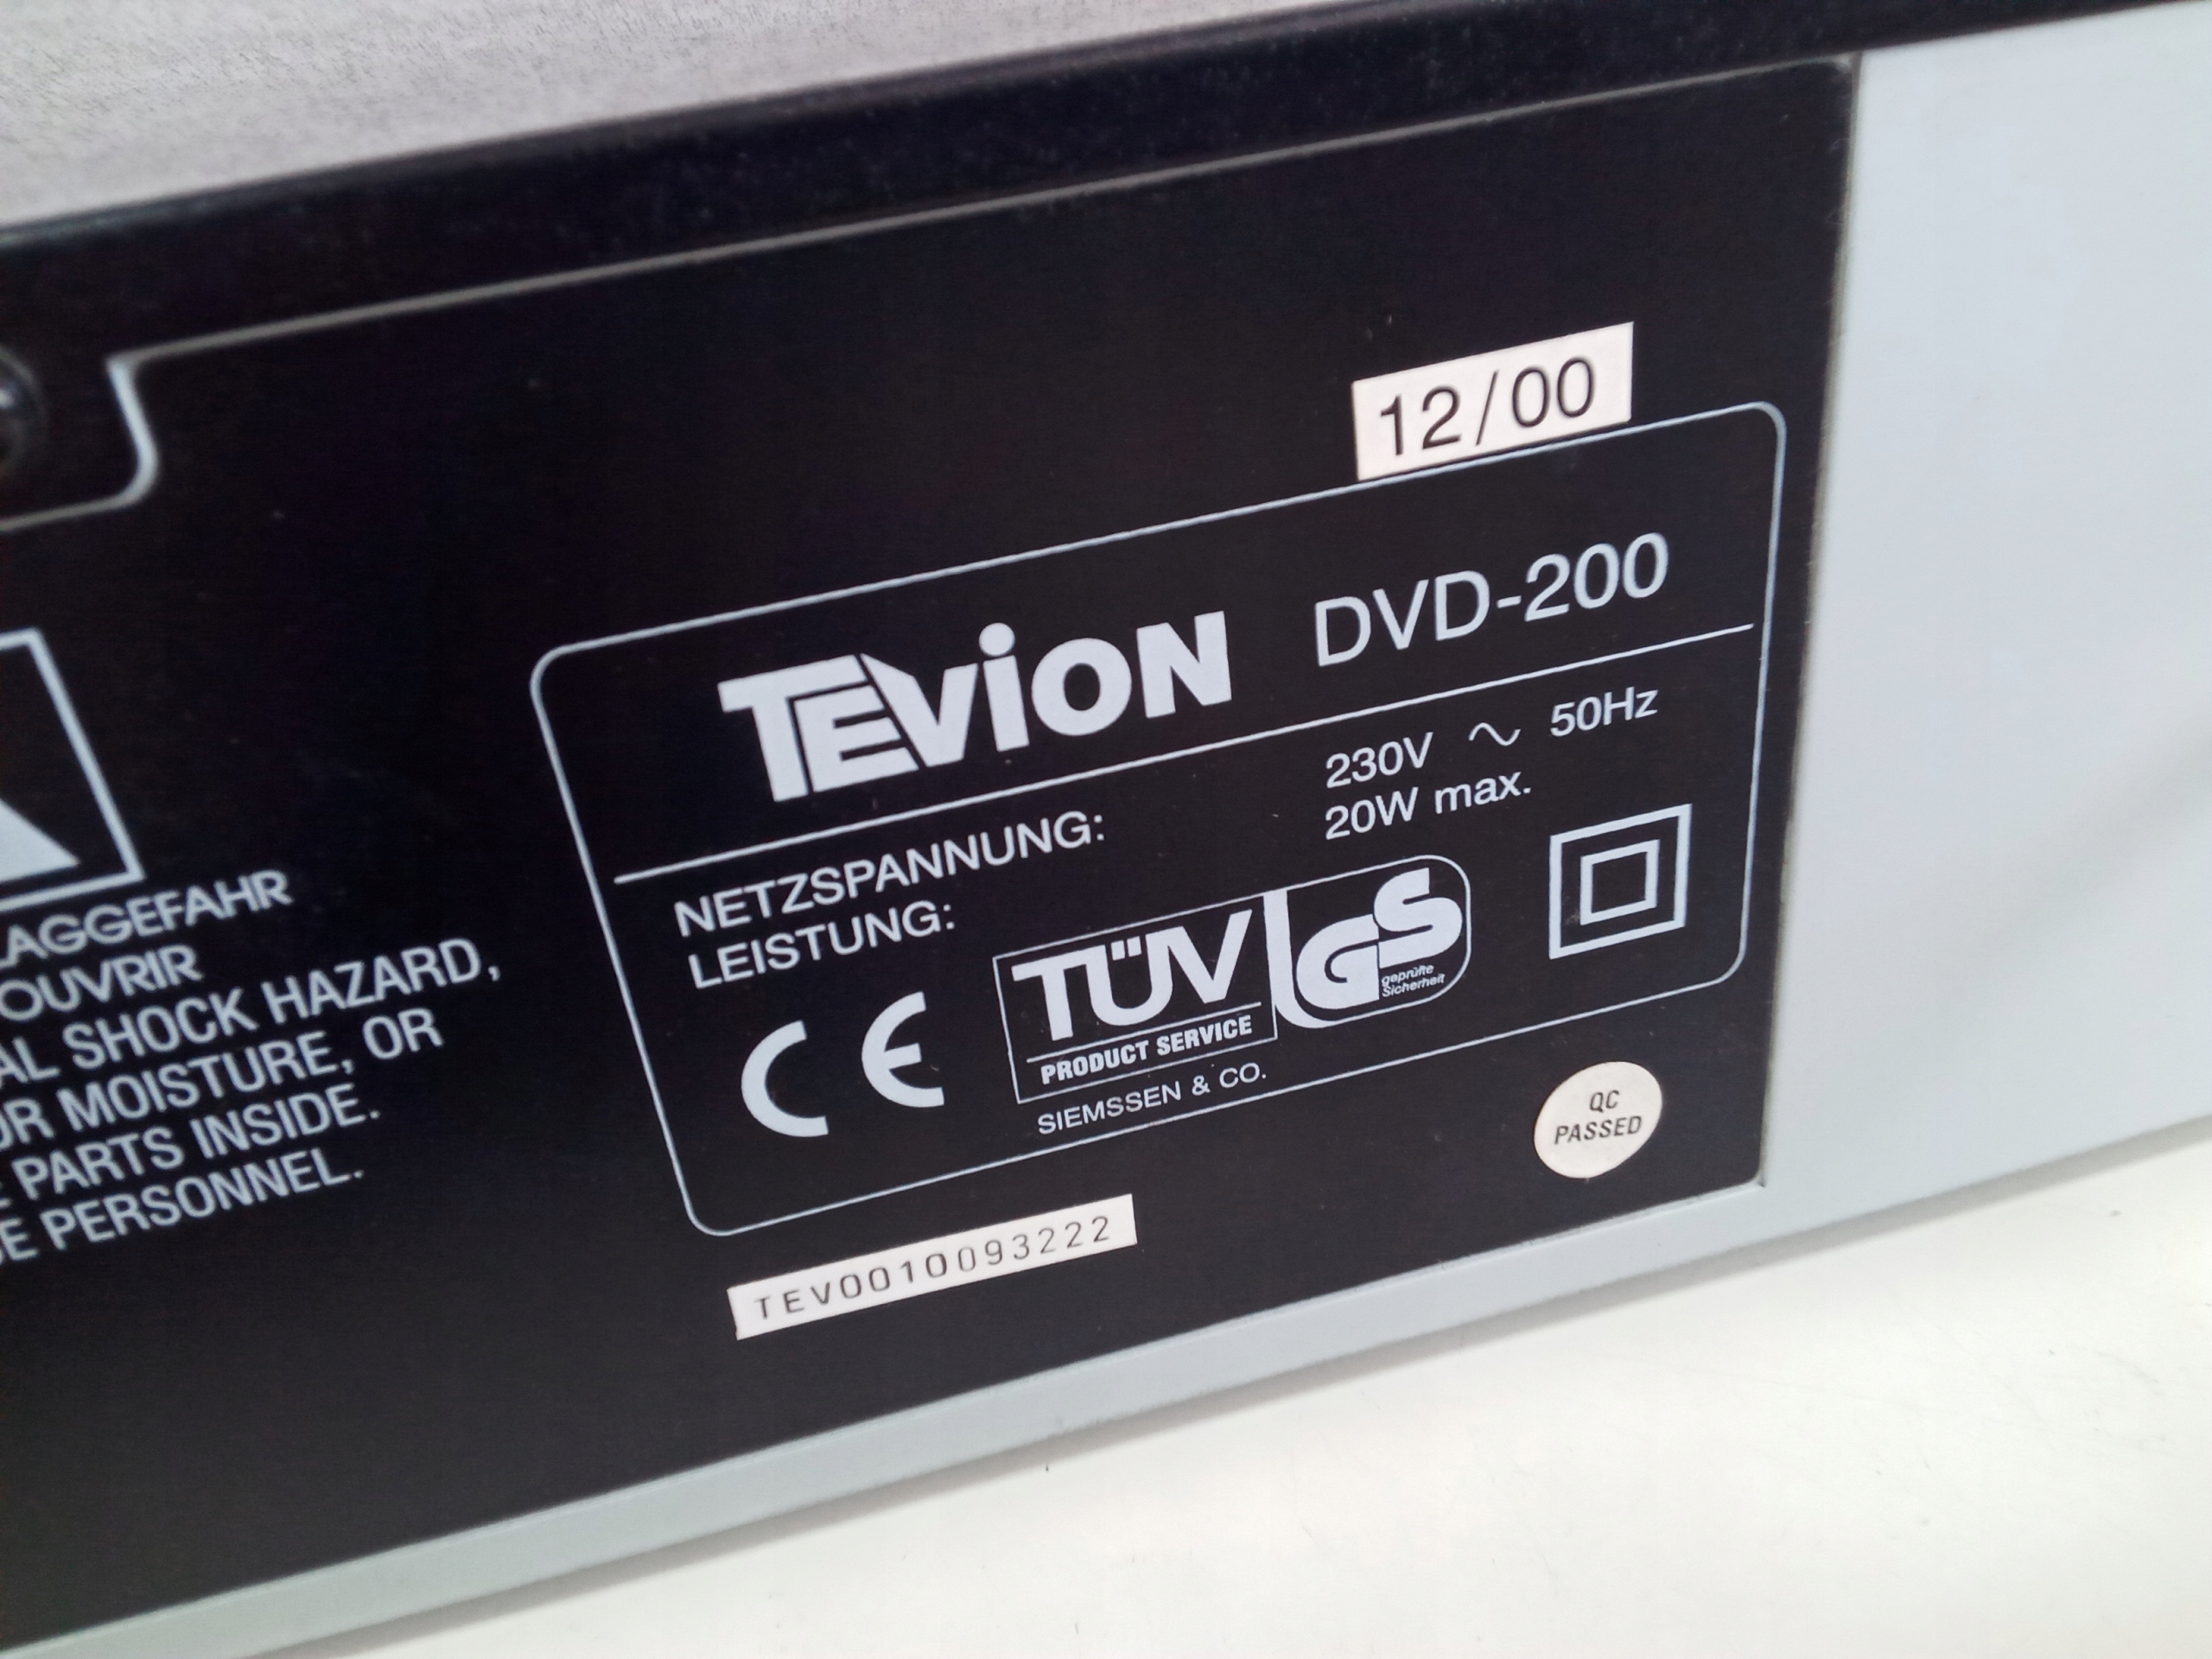 12/00
TEViON DVD-200
NETZSPANNUNG: 230V ~ 50Hz
LEISTUNG: 20W max.
CE
TÜV
PRODUCT SERVICE
GS
geprüfte
Sicherheit
SIEMSSEN & CO.
QC
PASSED
TEV0010093222
LAGGEFAHR
OUVRIR
AL SHOCK HAZARD,
OR MOISTURE, OR
PARTS INSIDE.
PERSONNEL.